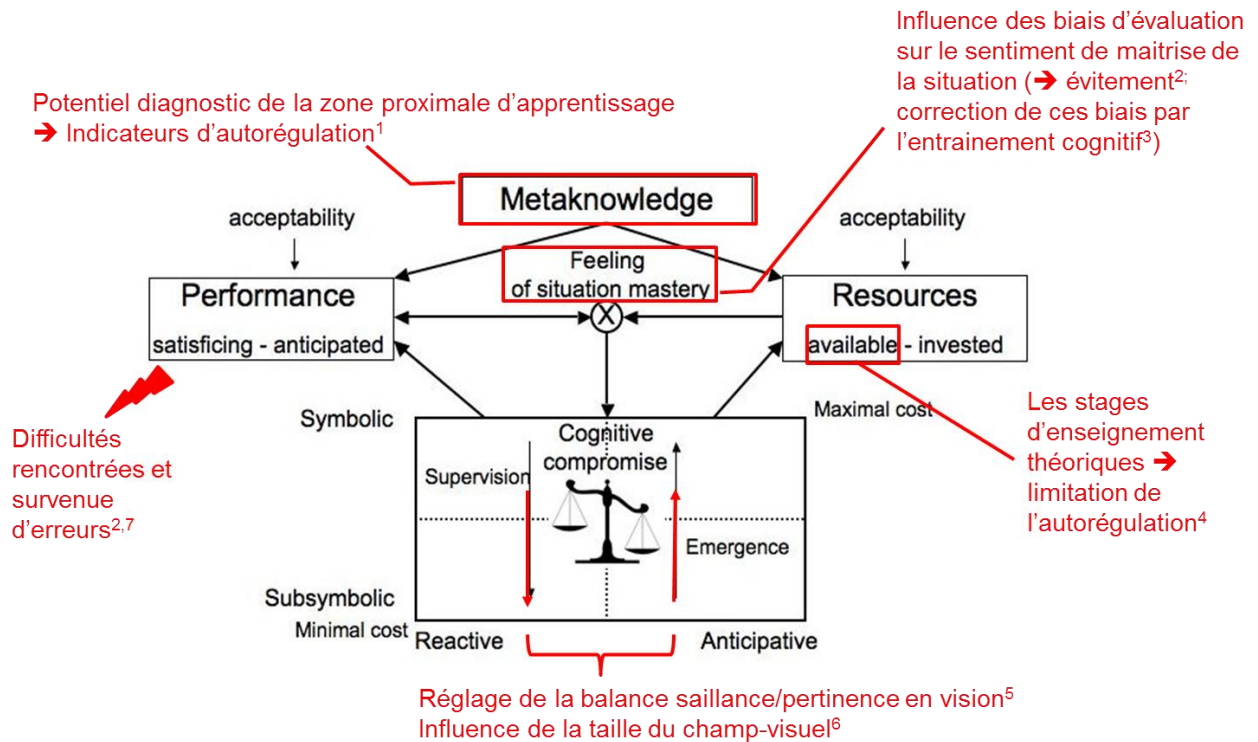 Influence des biais d'évaluation
sur le sentiment de maitrise de
la situation (➔ évitement2;
correction de ces biais par
l'entrainement cognitif3)
Potentiel diagnostic de la zone proximale d'apprentissage
➔ Indicateurs d'autorégulation1
Metaknowledge
acceptability
acceptability
Feeling
of situation mastery
X
Performance
satisficing - anticipated
Resources
available - invested
Difficultés
rencontrées et
survenue
d'erreurs2,7
Symbolic
Maximal cost
Cognitive
compromise
Supervision
Emergence
Subsymbolic
Minimal cost
Reactive
Anticipative
Les stages
d'enseignement
théoriques ➔
limitation de
l'autorégulation4
Réglage de la balance saillance/pertinence en vision5
Influence de la taille du champ-visuel6